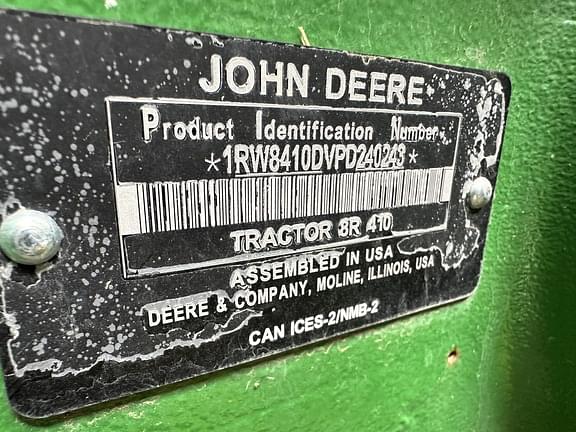 JOHN DEERE
Product Identification Number
*1RW8410DVPD240243*
TRACTOR 8R 410
ASSEMBLED IN USA
DEERE & COMPANY, MOLINE, ILLINOIS, USA
CAN ICES-2/NMB-2